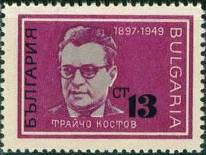 1897-1949
БЪЛГАРИЯ
BULGARIA
СТ 13
ТРАЙЧО КОСТОВ